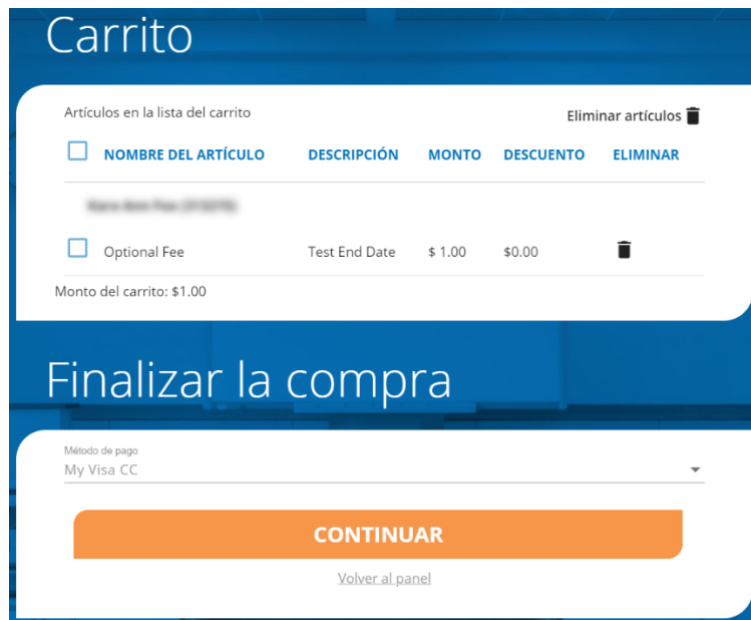 Carrito
Artículos en la lista del carrito Eliminar artículos
NOMBRE DEL ARTÍCULO DESCRIPCIÓN MONTO DESCUENTO ELIMINAR
Optional Fee Test End Date $ 1.00 $0.00
Monto del carrito: $1.00
Finalizar la compra
Método de pago
My Visa CC
CONTINUAR
Volver al panel